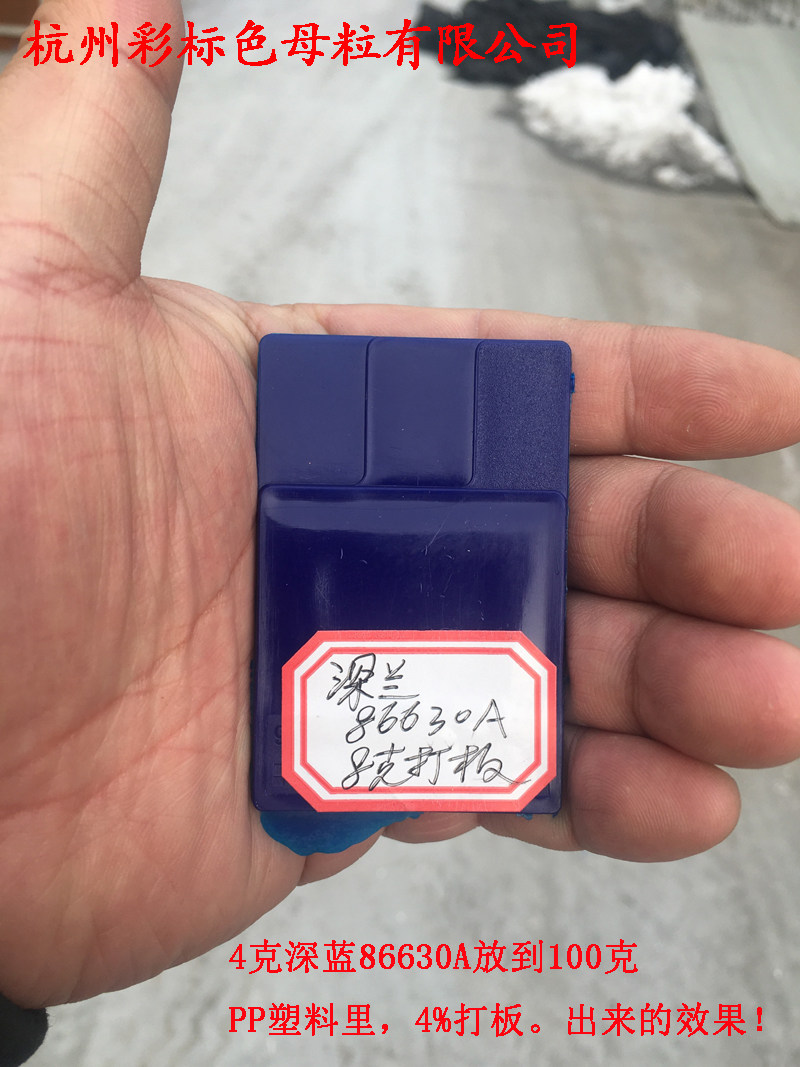 杭州彩标色母粒有限公司
深兰
86630A
8克打板
4克深蓝86630A放到100克
PP塑料里，4%打板。出来的效果！